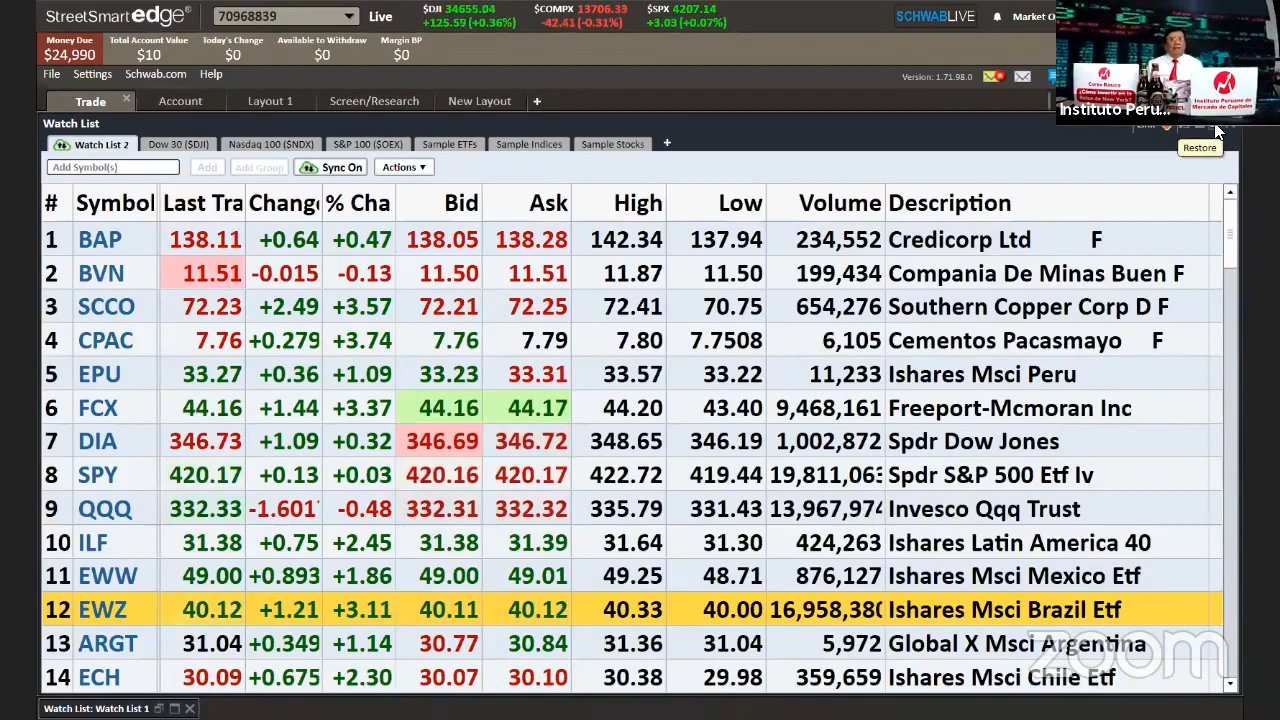 StreetSmart edge
70968839
Live
$DJI 34655.04 +125.59 (+0.36%)
$COMPX 13706.39 -42.41 (-0.31%)
$SPX 4207.14 +3.03 (+0.07%)
SCHWABLIVE
Market O
Money Due $24,990
Total Account Value $10
Today's Change $0
Available to Withdraw $0
Margin BP $0
File Settings Schwab.com Help
Version: 1.71.98.0
Curso Básico
¿Cómo invertir en la Bolsa de New York?
Instituto Peruano de Mercado de Capitales
Instituto Peru...
Trade Account Layout 1 Screen/Research New Layout +
Watch List
Restore
Watch List 2 Dow 30 ($DJI) Nasdaq 100 ($NDX) S&P 100 ($OEX) Sample ETFs Sample Indices Sample Stocks +
Add Symbol(s) Add Add Group Sync On Actions
# Symbol Last Tra Change % Cha Bid Ask High Low Volume Description
1 BAP 138.11 +0.64 +0.47 138.05 138.28 142.34 137.94 234,552 Credicorp Ltd F
2 BVN 11.51 -0.015 -0.13 11.50 11.51 11.87 11.50 199,434 Compania De Minas Buen F
3 SCCO 72.23 +2.49 +3.57 72.21 72.25 72.41 70.75 654,276 Southern Copper Corp D F
4 CPAC 7.76 +0.279 +3.74 7.76 7.79 7.80 7.7508 6,105 Cementos Pacasmayo F
5 EPU 33.27 +0.36 +1.09 33.23 33.31 33.57 33.22 11,233 Ishares Msci Peru
6 FCX 44.16 +1.44 +3.37 44.16 44.17 44.20 43.40 9,468,161 Freeport-Mcmoran Inc
7 DIA 346.73 +1.09 +0.32 346.69 346.72 348.65 346.19 1,002,872 Spdr Dow Jones
8 SPY 420.17 +0.13 +0.03 420.16 420.17 422.72 419.44 19,811,063 Spdr S&P 500 Etf Iv
9 QQQ 332.33 -1.601 -0.48 332.31 332.32 335.79 331.43 13,967,974 Invesco Qqq Trust
10 ILF 31.38 +0.75 +2.45 31.38 31.39 31.64 31.30 424,263 Ishares Latin America 40
11 EWW 49.00 +0.893 +1.86 49.00 49.01 49.25 48.71 876,127 Ishares Msci Mexico Etf
12 EWZ 40.12 +1.21 +3.11 40.11 40.12 40.33 40.00 16,958,380 Ishares Msci Brazil Etf
13 ARGT 31.04 +0.349 +1.14 30.77 30.84 31.36 31.04 5,972 Global X Msci Argentina
14 ECH 30.09 +0.675 +2.30 30.07 30.10 30.38 29.98 359,659 Ishares Msci Chile Etf
zoom
Watch List: Watch List 1